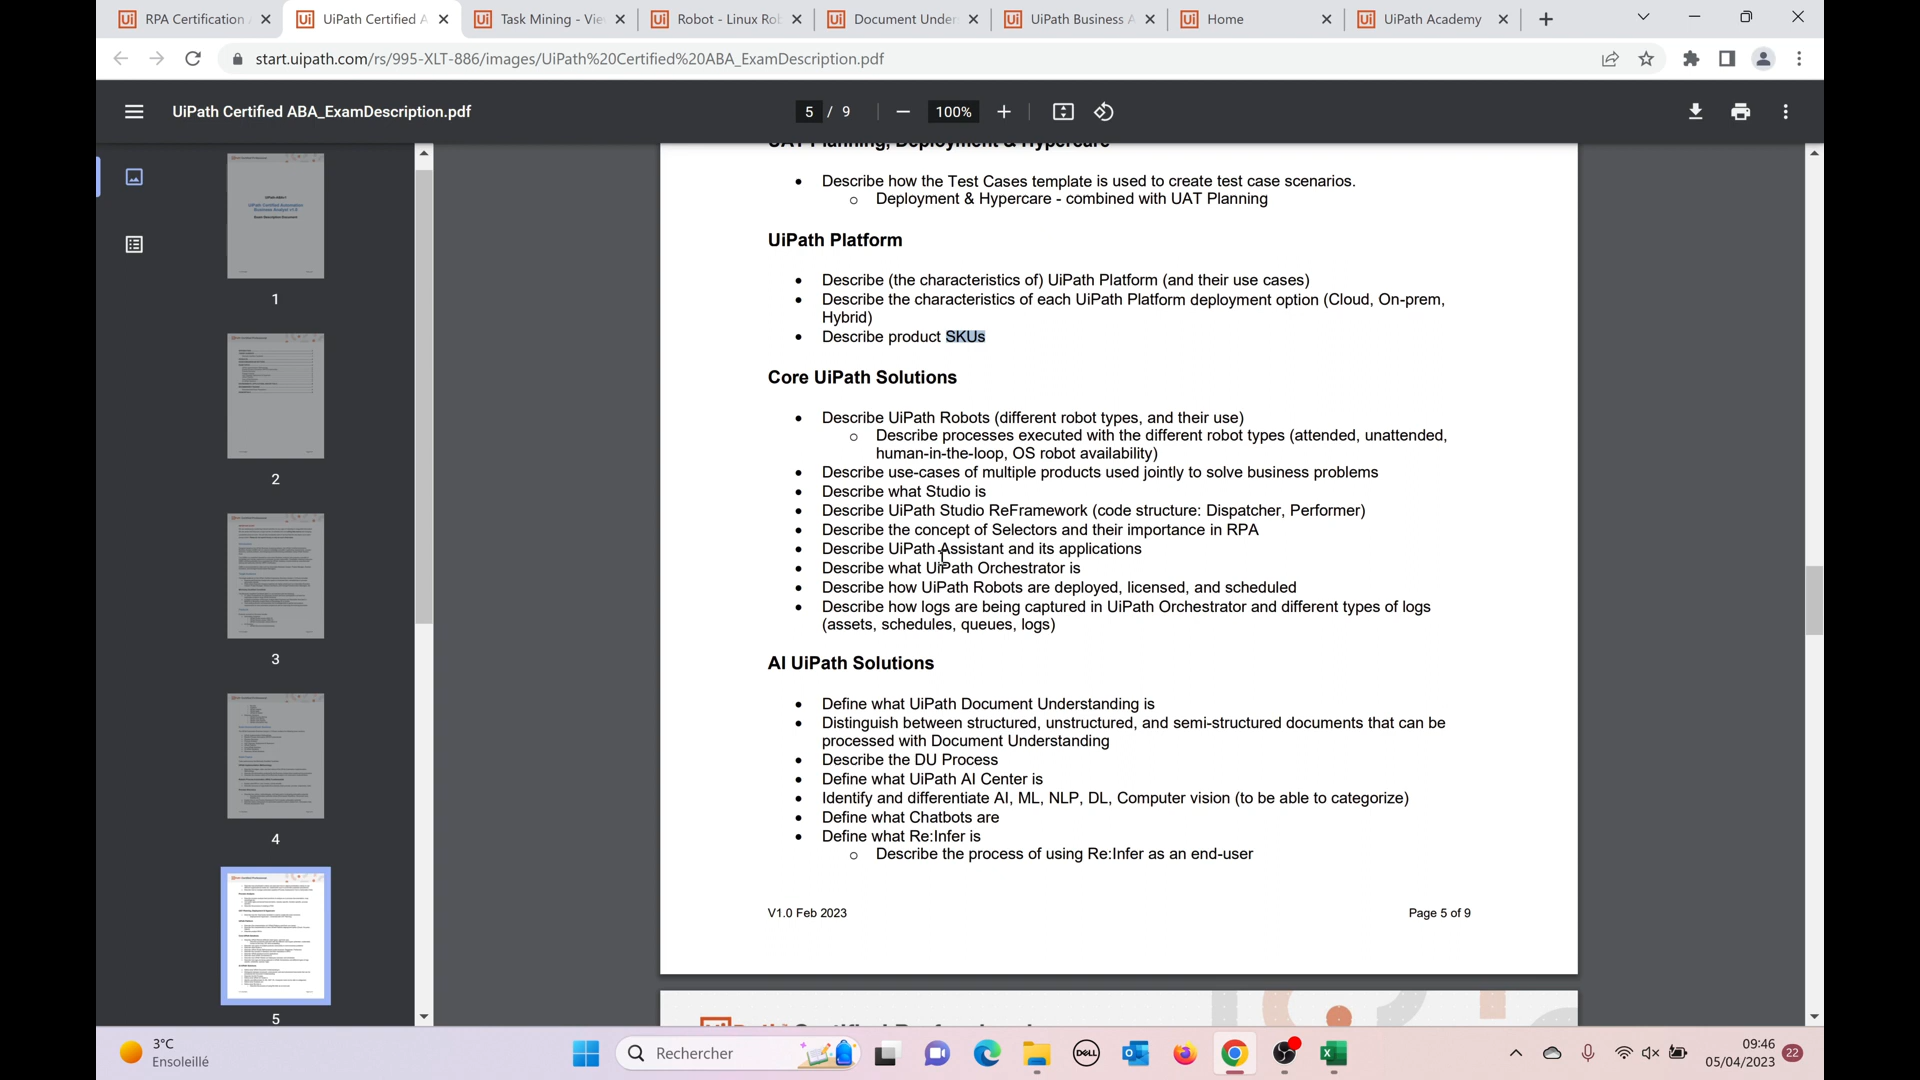 RPA Certification
UiPath Certified A
Task Mining - Vie
Robot - Linux Ro
Document Under
UiPath Business A
Home
UiPath Academy
start.uipath.com/rs/995-XLT-886/images/UiPath%20Certified%20ABA_ExamDescription.pdf
UiPath Certified ABA_ExamDescription.pdf
5 / 9
100%
1
2
3
4
5
UAT Planning, Deployment & Hypercare
• Describe how the Test Cases template is used to create test case scenarios.
o Deployment & Hypercare - combined with UAT Planning
UiPath Platform
• Describe (the characteristics of) UiPath Platform (and their use cases)
• Describe the characteristics of each UiPath Platform deployment option (Cloud, On-prem,
Hybrid)
• Describe product SKUs
Core UiPath Solutions
• Describe UiPath Robots (different robot types, and their use)
o Describe processes executed with the different robot types (attended, unattended,
human-in-the-loop, OS robot availability)
• Describe use-cases of multiple products used jointly to solve business problems
• Describe what Studio is
• Describe UiPath Studio ReFramework (code structure: Dispatcher, Performer)
• Describe the concept of Selectors and their importance in RPA
• Describe UiPath Assistant and its applications
• Describe what UiPath Orchestrator is
• Describe how UiPath Robots are deployed, licensed, and scheduled
• Describe how logs are being captured in UiPath Orchestrator and different types of logs
(assets, schedules, queues, logs)
AI UiPath Solutions
• Define what UiPath Document Understanding is
• Distinguish between structured, unstructured, and semi-structured documents that can be
processed with Document Understanding
• Describe the DU Process
• Define what UiPath AI Center is
• Identify and differentiate AI, ML, NLP, DL, Computer vision (to be able to categorize)
• Define what Chatbots are
• Define what Re:Infer is
o Describe the process of using Re:Infer as an end-user
V1.0 Feb 2023
Page 5 of 9
3°C
Ensoleillé
Rechercher
DELL
09:46
05/04/2023
22